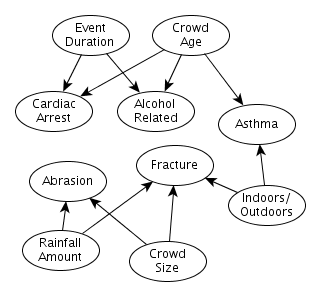 Event
Duration
Crowd
Age
Cardiac
Arrest
Alcohol
Related
Asthma
Fracture
Abrasion
Indoors/
Outdoors
Rainfall
Amount
Crowd
Size